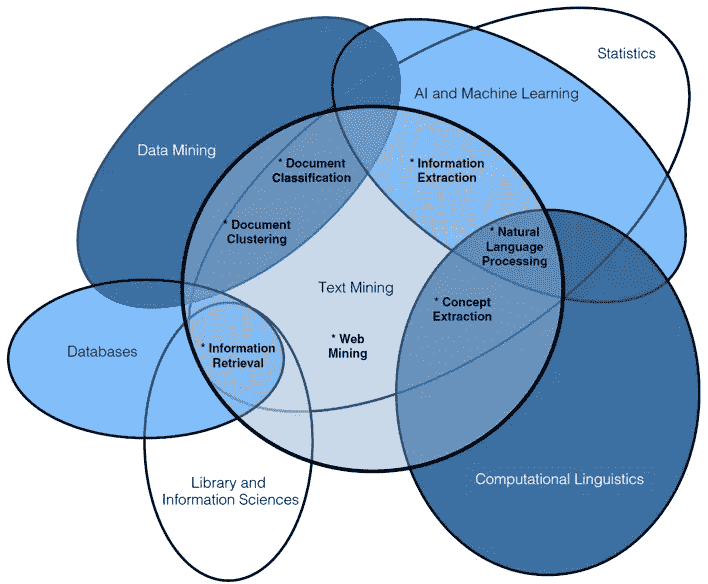 Statistics
AI and Machine Learning
Data Mining
* Document
Classification
* Information
Extraction
* Document
Clustering
* Natural
Language
Processing
Text Mining
* Concept
Extraction
* Web
Mining
Databases
* Information
Retrieval
Library and
Information Sciences
Computational Linguistics